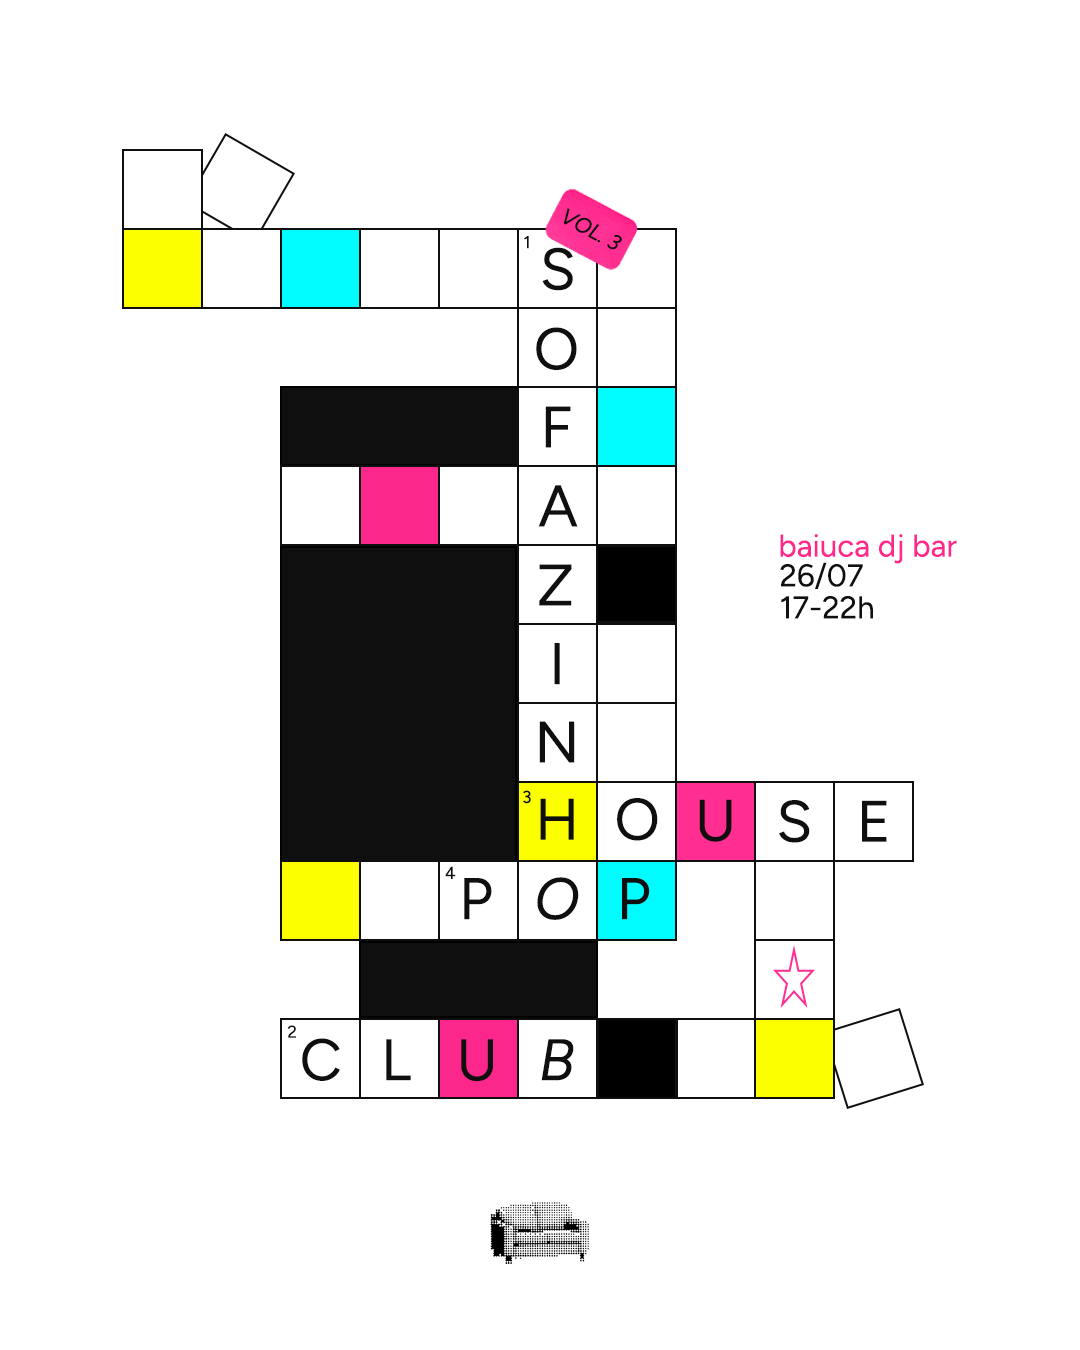 VOL. 3
1
SOFAZINHO
baiuca dj bar
26/07
17-22h
3
HOUSE
4
POP
2
CLUB